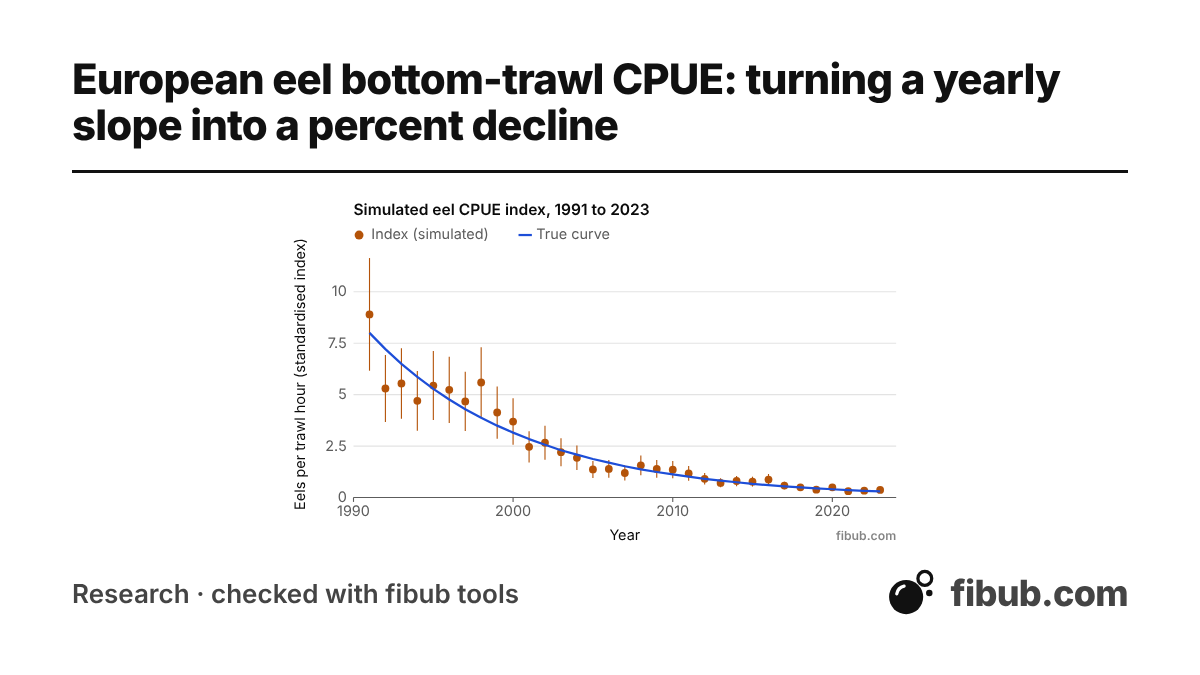 European eel bottom-trawl CPUE: turning a yearly
slope into a percent decline
Simulated eel CPUE index, 1991 to 2023
Index (simulated)
True curve
Eels per trawl hour (standardised index)
10
7.5
5
2.5
0
1990
2000
2010
2020
Year
fibub.com
Research · checked with fibub tools
fibub.com